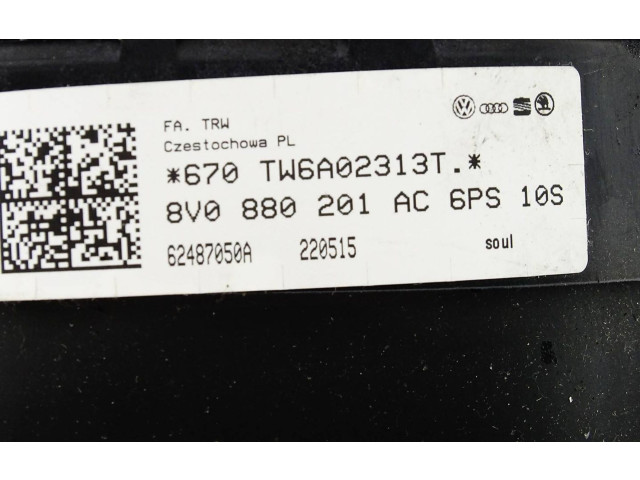 FA. TRW
Czestochowa PL
*670 TW6A02313T.*
8V0 880 201 AC 6PS 10S
62487050A 220515 soul